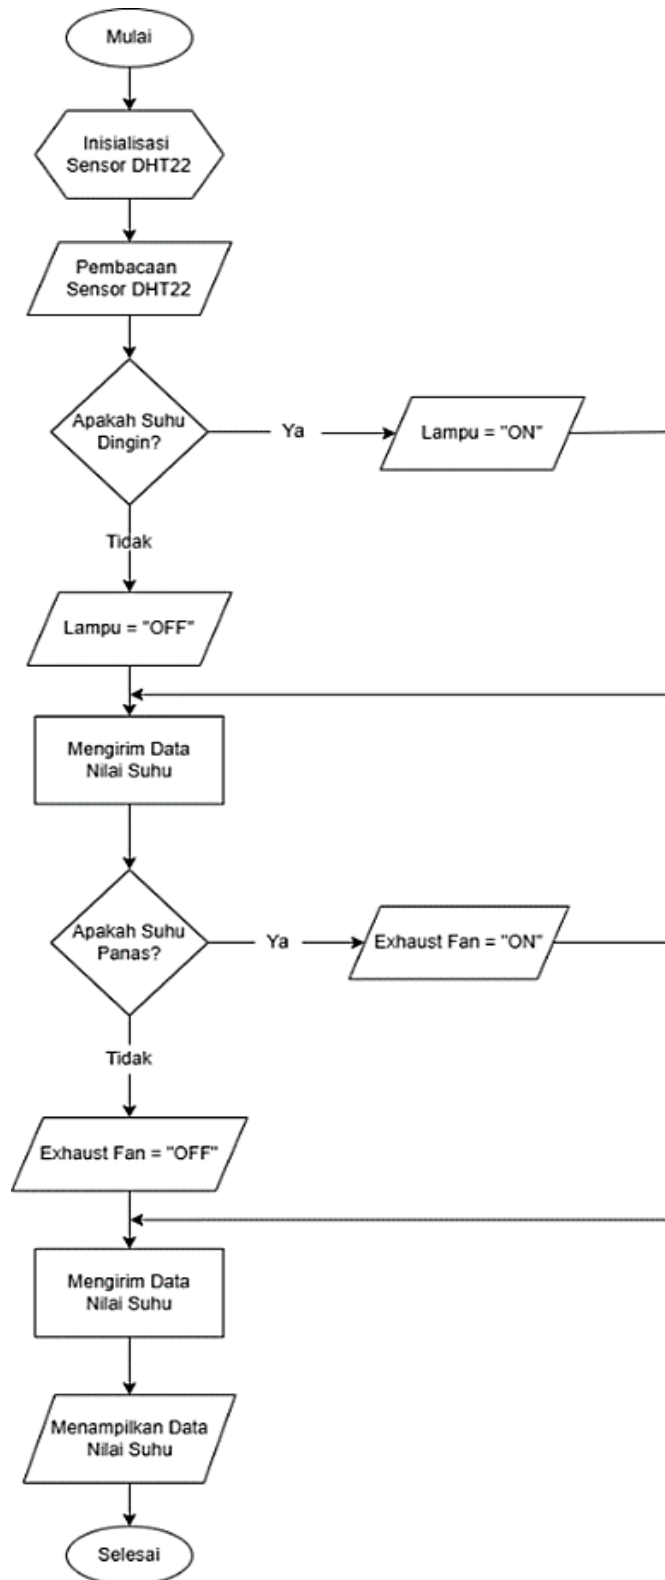 Mulai
Inisialisasi
Sensor DHT22
Pembacaan
Sensor DHT22
Apakah Suhu
Dingin?
Ya
Lampu = "ON"
Tidak
Lampu = "OFF"
Mengirim Data
Nilai Suhu
Apakah Suhu
Panas?
Ya
Exhaust Fan = "ON"
Tidak
Exhaust Fan = "OFF"
Mengirim Data
Nilai Suhu
Menampilkan Data
Nilai Suhu
Selesai